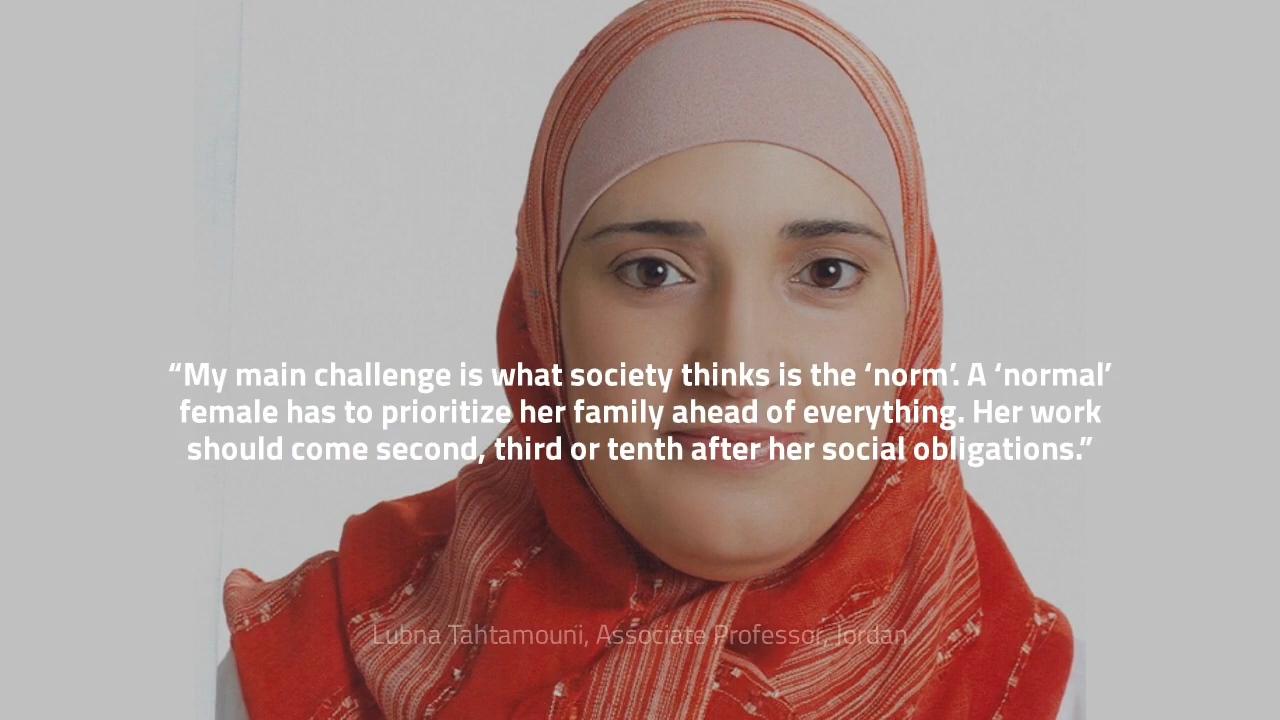 “My main challenge is what society thinks is the ‘norm’. A ‘normal’
female has to prioritize her family ahead of everything. Her work
should come second, third or tenth after her social obligations.”
Lubna Tahtamouni, Associate Professor, Jordan